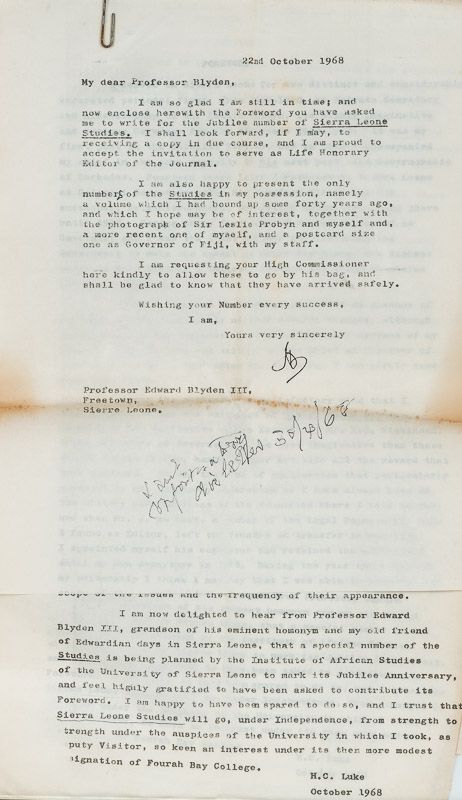 22nd October 1968
My dear Professor Blyden,
I am so glad I am still in time; and
now enclose herewith the Foreword you have asked
me to write for the Jubilee number of Sierra Leone
Studies. I shall look forward, if I may, to
receiving a copy in due course, and I am proud to
accept the invitation to serve as Life Honorary
Editor of the Journal.
I am also happy to present the only
numbers of the Studies in my possession, namely
a volume which I had bound up some forty years ago,
and which I hope may be of interest, together with
the photograph of Sir Leslie Probyn and myself and,
a more recent one of myself, and a postcard size
one as Governor of Fiji, with my staff.
I am requesting your High Commissioner
here kindly to allow these to go by his bag, and
shall be glad to know that they have arrived safely.
Wishing your Number every success,
I am,
Yours very sincerely
Professor Edward Blyden III,
Freetown,
Sierra Leone.
scope of the issues and the frequency of their appearance.
I am now delighted to hear from Professor Edward
Blyden III, grandson of his eminent homonym and my old friend
of Edwardian days in Sierra Leone, that a special number of the
Studies is being planned by the Institute of African Studies
of the University of Sierra Leone to mark its Jubilee Anniversary,
and feel higuly gratified to have been asked to contribute its
Foreword. I am happy to have been spared to do so, and I trust that
Sierra Leone Studies will go, under Independence, from strength to
trength under the auspices of the University in which I took, as
puty Visitor, so keen an interest under its then more modest
signation of Fourah Bay College.
H.C. Luke
October 1968